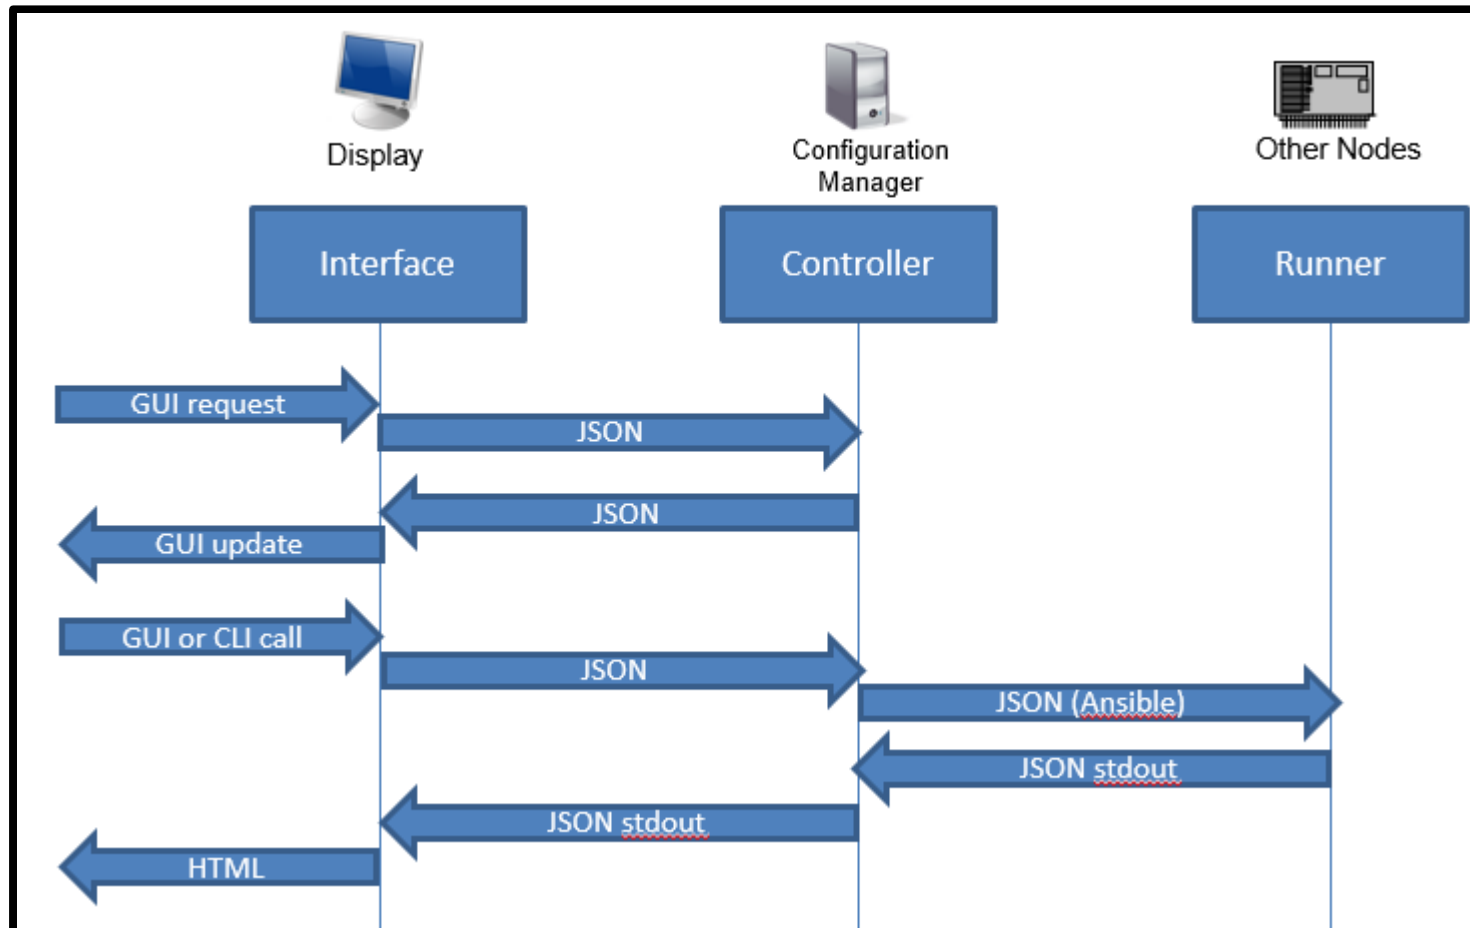 Display
Configuration
Manager
Other Nodes
Interface
Controller
Runner
GUI request
JSON
JSON
GUI update
GUI or CLI call
JSON
JSON (Ansible)
JSON stdout
JSON stdout
HTML